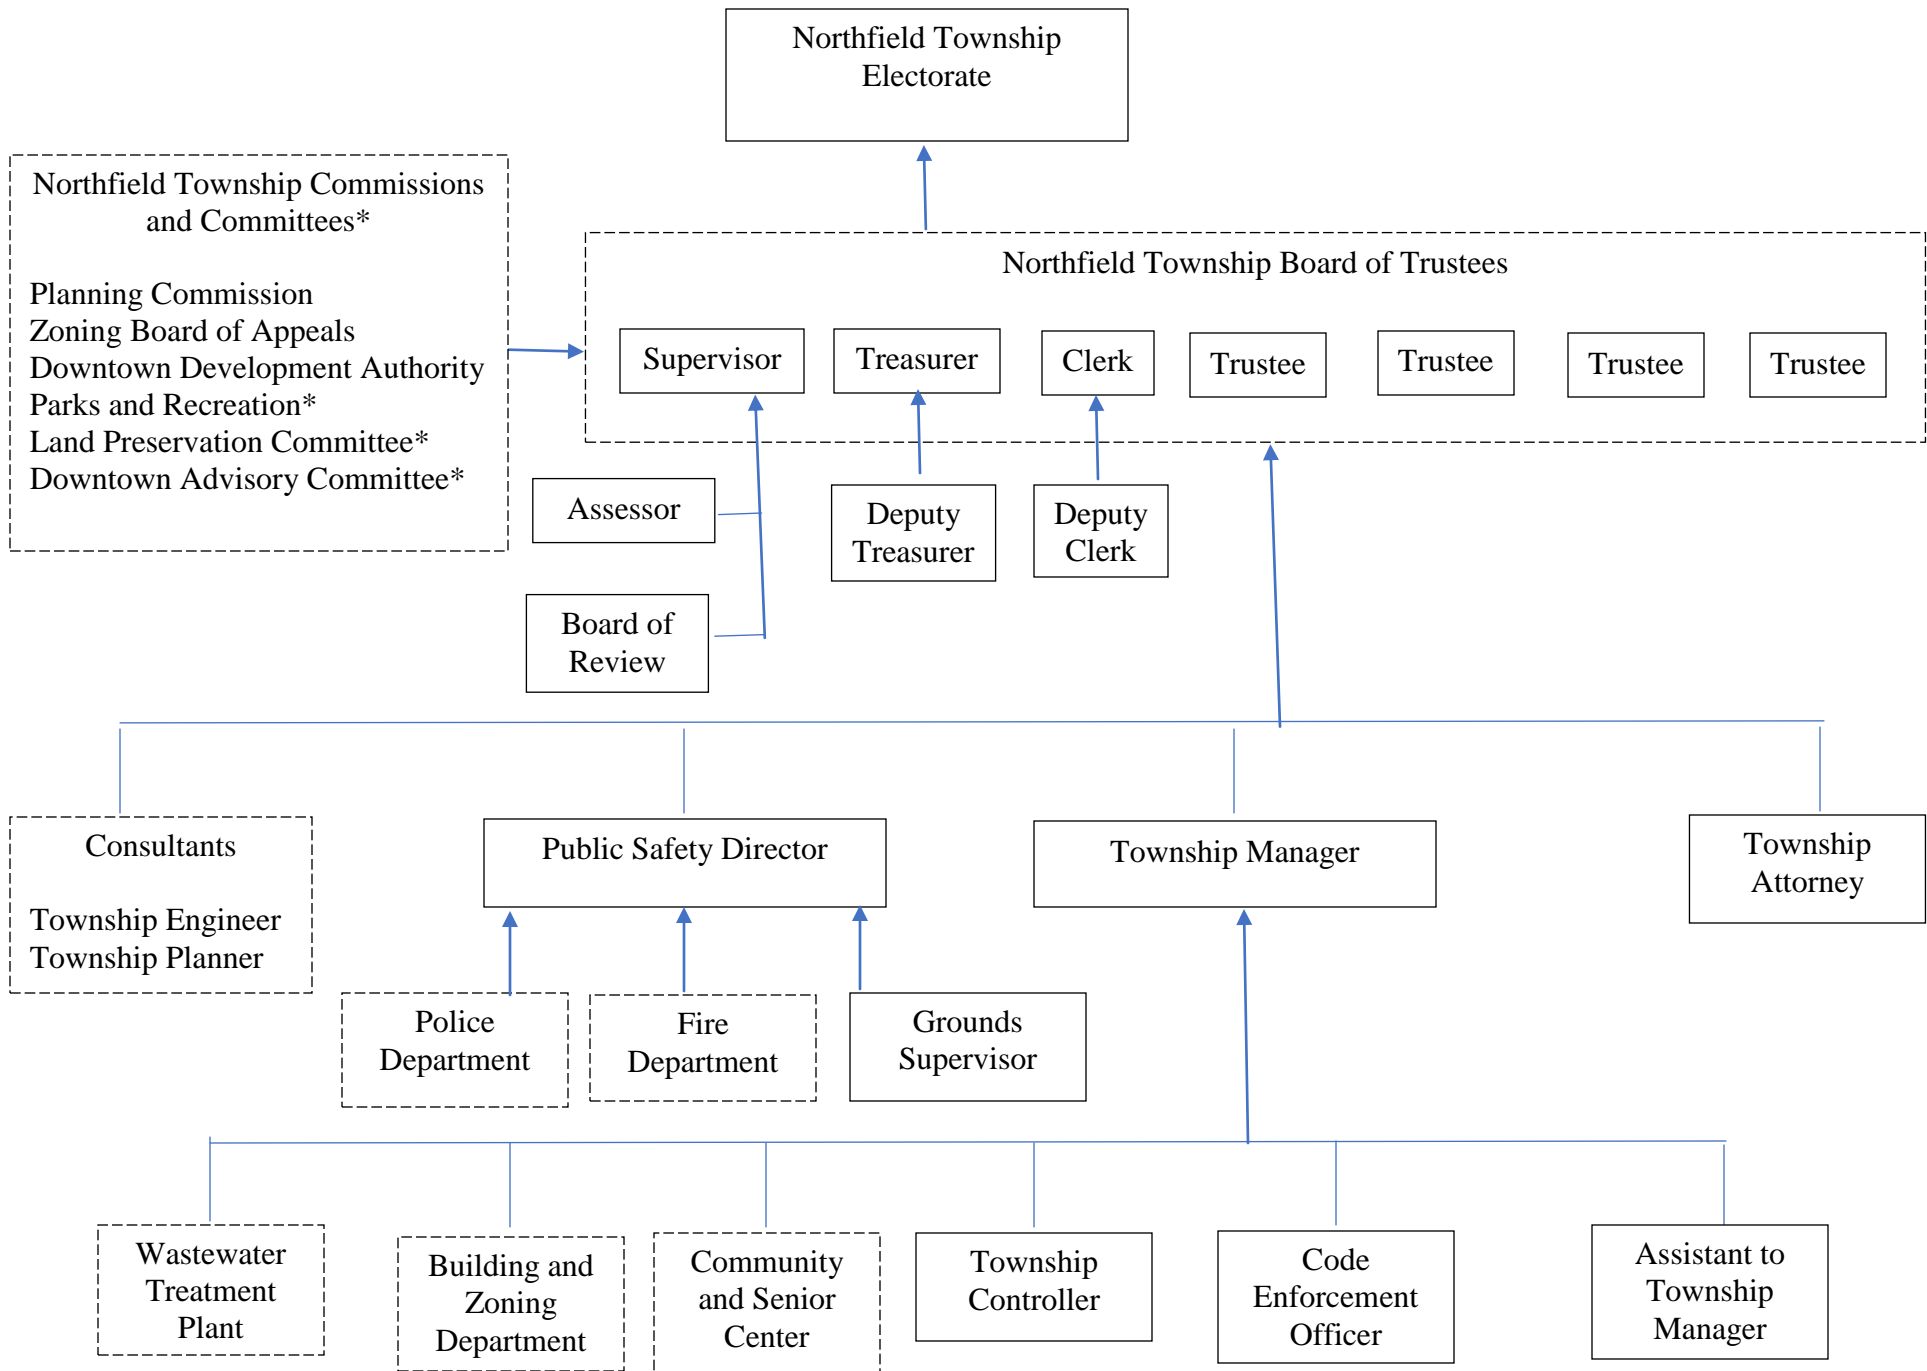 Northfield Township
Electorate
Northfield Township Commissions
and Committees*
Planning Commission
Zoning Board of Appeals
Downtown Development Authority
Parks and Recreation*
Land Preservation Committee*
Downtown Advisory Committee*
Northfield Township Board of Trustees
Supervisor
Treasurer
Clerk
Trustee
Trustee
Trustee
Trustee
Assessor
Deputy
Treasurer
Deputy
Clerk
Board of
Review
Consultants
Township Engineer
Township Planner
Public Safety Director
Township Manager
Township
Attorney
Police
Department
Fire
Department
Grounds
Supervisor
Wastewater
Treatment
Plant
Building and
Zoning
Department
Community
and Senior
Center
Township
Controller
Code
Enforcement
Officer
Assistant to
Township
Manager